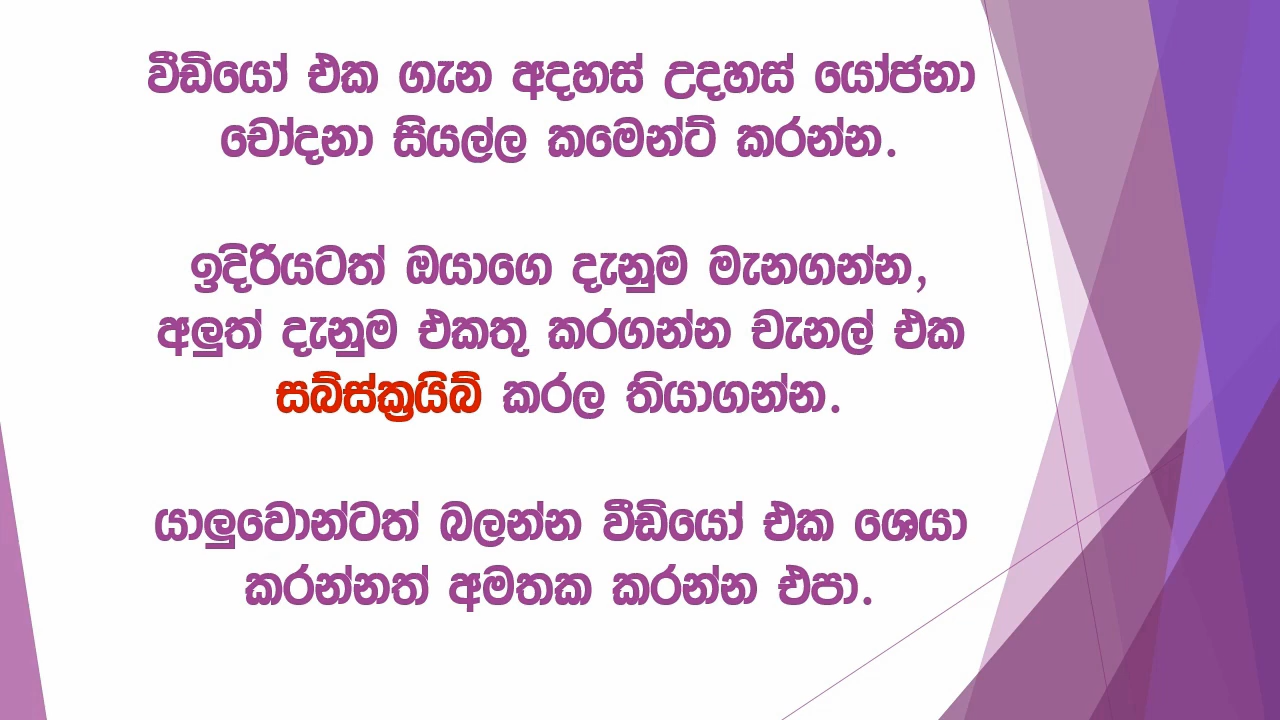 වීඩියෝ එක ගැන අදහස් උදහස් යෝජනා
චෝදනා සියල්ල කමෙන්ට් කරන්න.
ඉදිරියටත් ඔයාගෙ දැනුම මැනගන්න,
අලුත් දැනුම එකතු කරගන්න චැනල් එක
සබ්ස්ක්‍රයිබ් කරල තියාගන්න.
යාලුවොන්ටත් බලන්න වීඩියෝ එක ශෙයා
කරන්නත් අමතක කරන්න එපා.